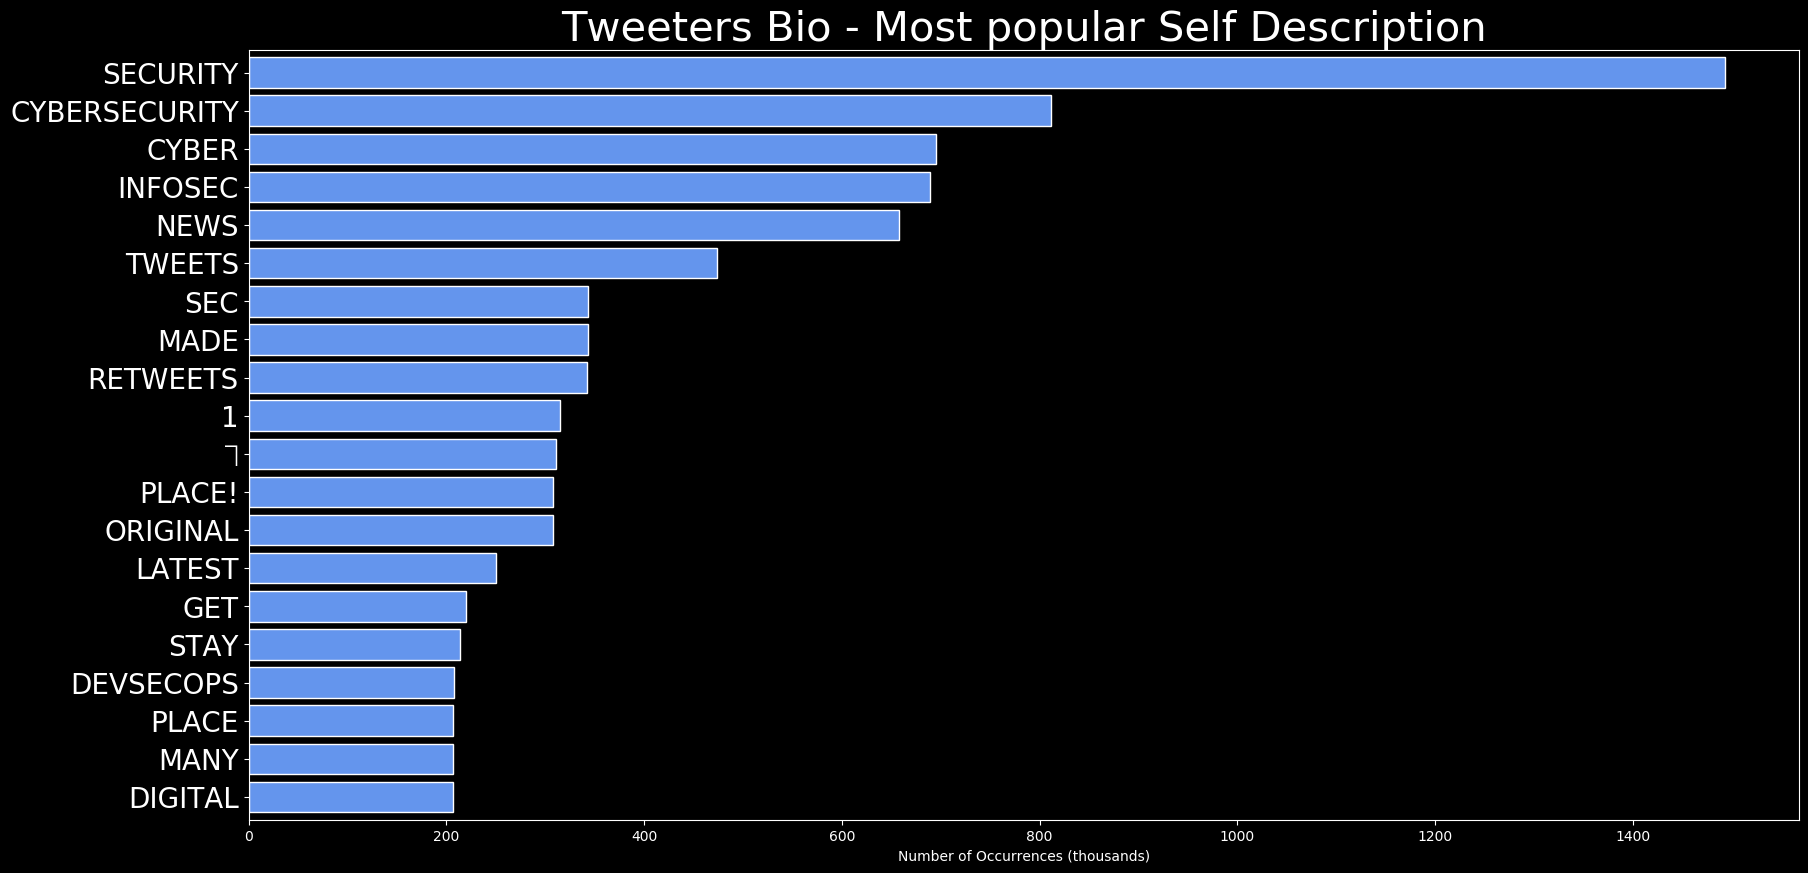 Tweeters Bio - Most popular Self Description
SECURITY
CYBERSECURITY
CYBER
INFOSEC
NEWS
TWEETS
SEC
MADE
RETWEETS
1
PLACE!
ORIGINAL
LATEST
GET
STAY
DEVSECOPS
PLACE
MANY
DIGITAL
0 200 400 600 800 1000 1200 1400
Number of Occurrences (thousands)